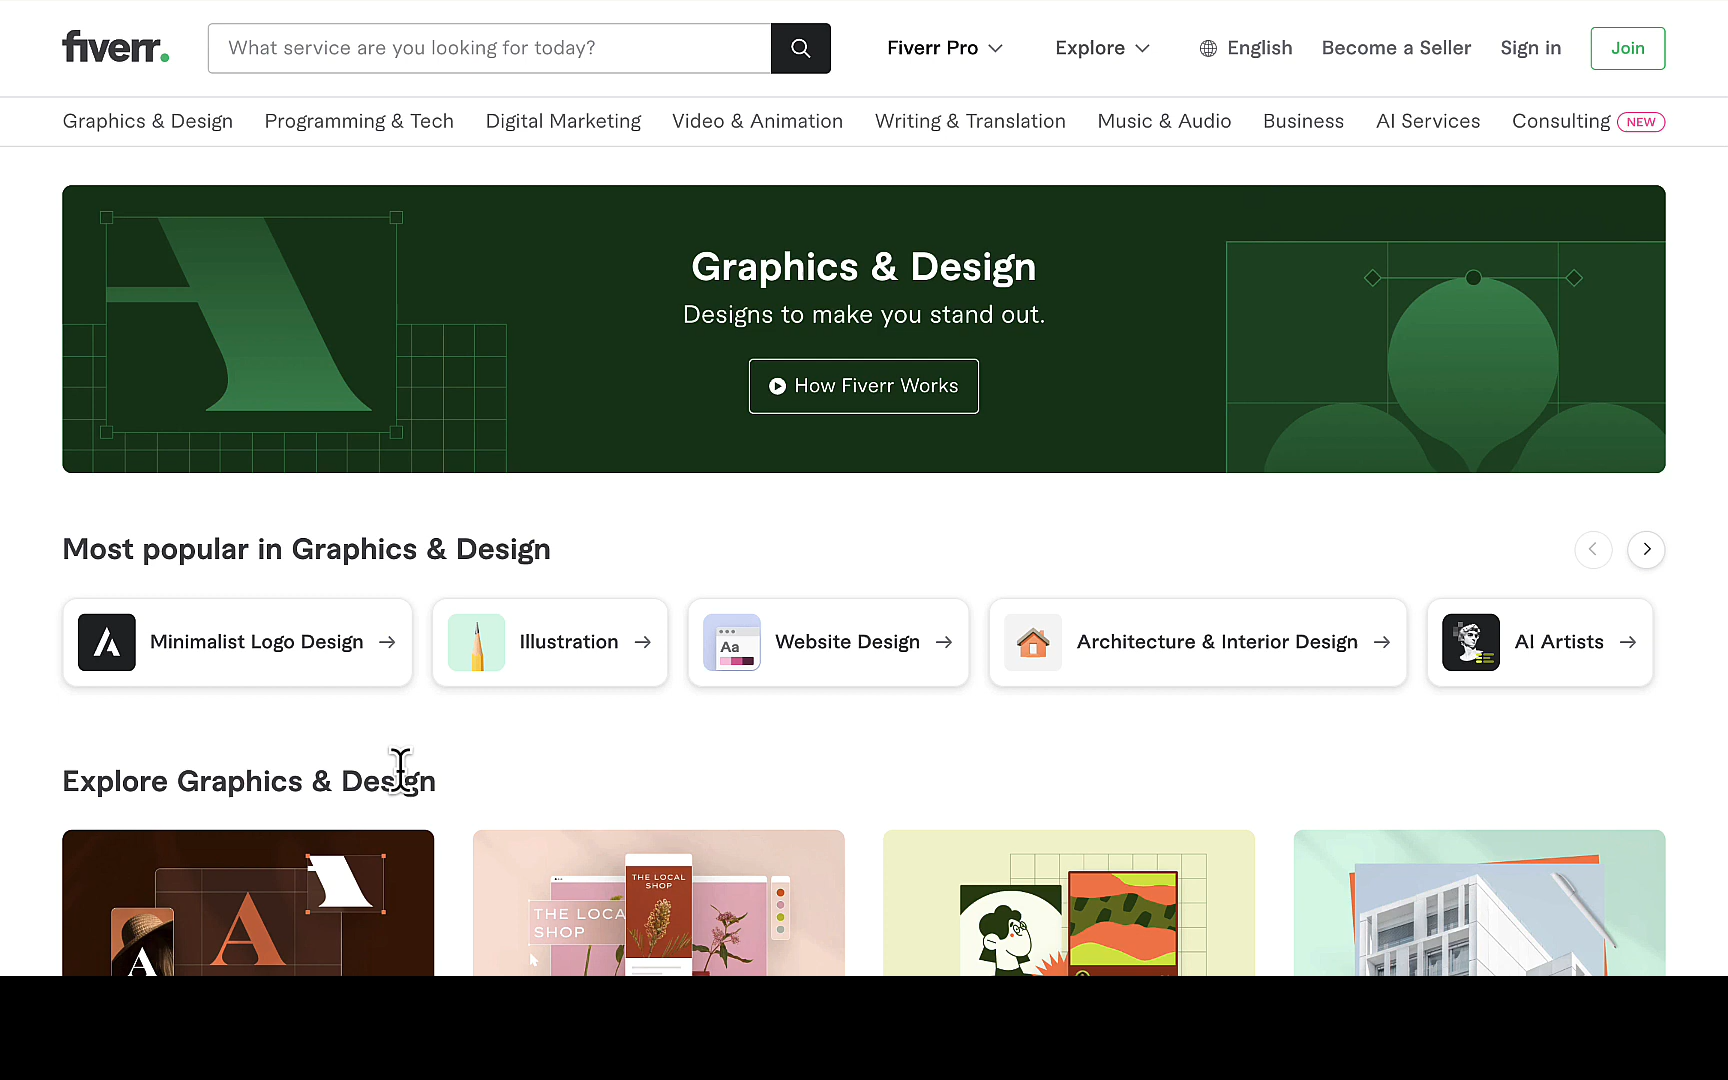 fiverr.
What service are you looking for today?
Fiverr Pro
Explore
English
Become a Seller
Sign in
Join
Graphics & Design
Programming & Tech
Digital Marketing
Video & Animation
Writing & Translation
Music & Audio
Business
AI Services
Consulting NEW
Graphics & Design
Designs to make you stand out.
How Fiverr Works
Most popular in Graphics & Design
Minimalist Logo Design
Illustration
Aa
Website Design
Architecture & Interior Design
AI Artists
Explore Graphics & Design
A
A
THE LOCA
SHOP
THE LOCAL
SHOP